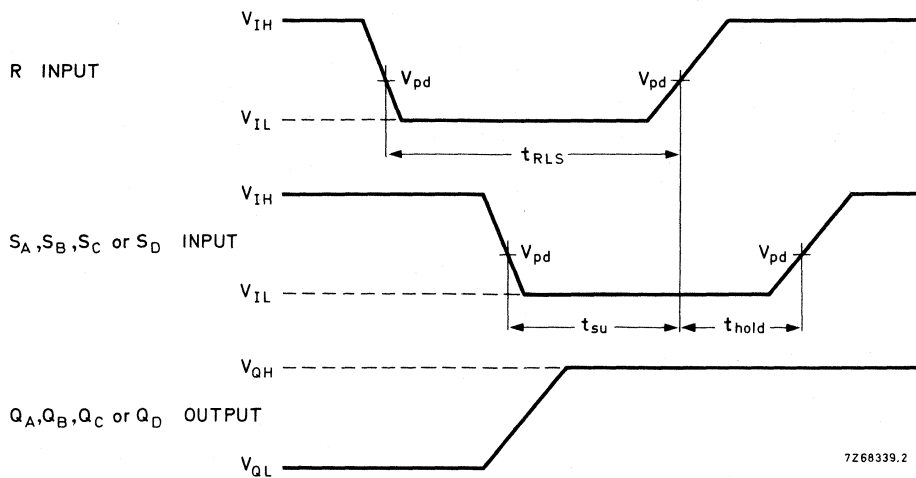 V_IH
R INPUT
V_pd
V_pd
V_IL
t_RLS
V_IH
S_A, S_B, S_C or S_D INPUT
V_pd
V_pd
V_IL
t_su
t_hold
V_QH
Q_A, Q_B, Q_C or Q_D OUTPUT
V_QL
7Z68339.2